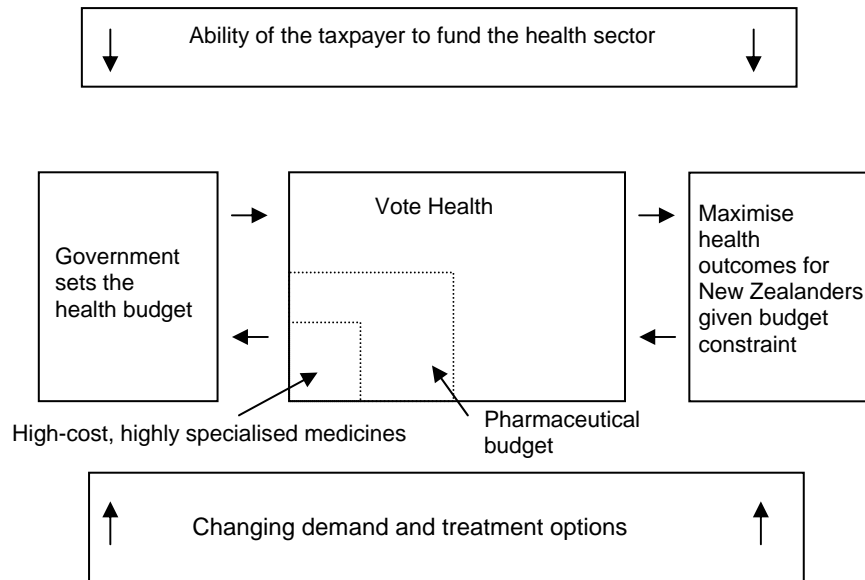 Ability of the taxpayer to fund the health sector
Government
sets the
health budget
Vote Health
Maximise
health
outcomes for
New Zealanders
given budget
constraint
High-cost, highly specialised medicines
Pharmaceutical
budget
Changing demand and treatment options